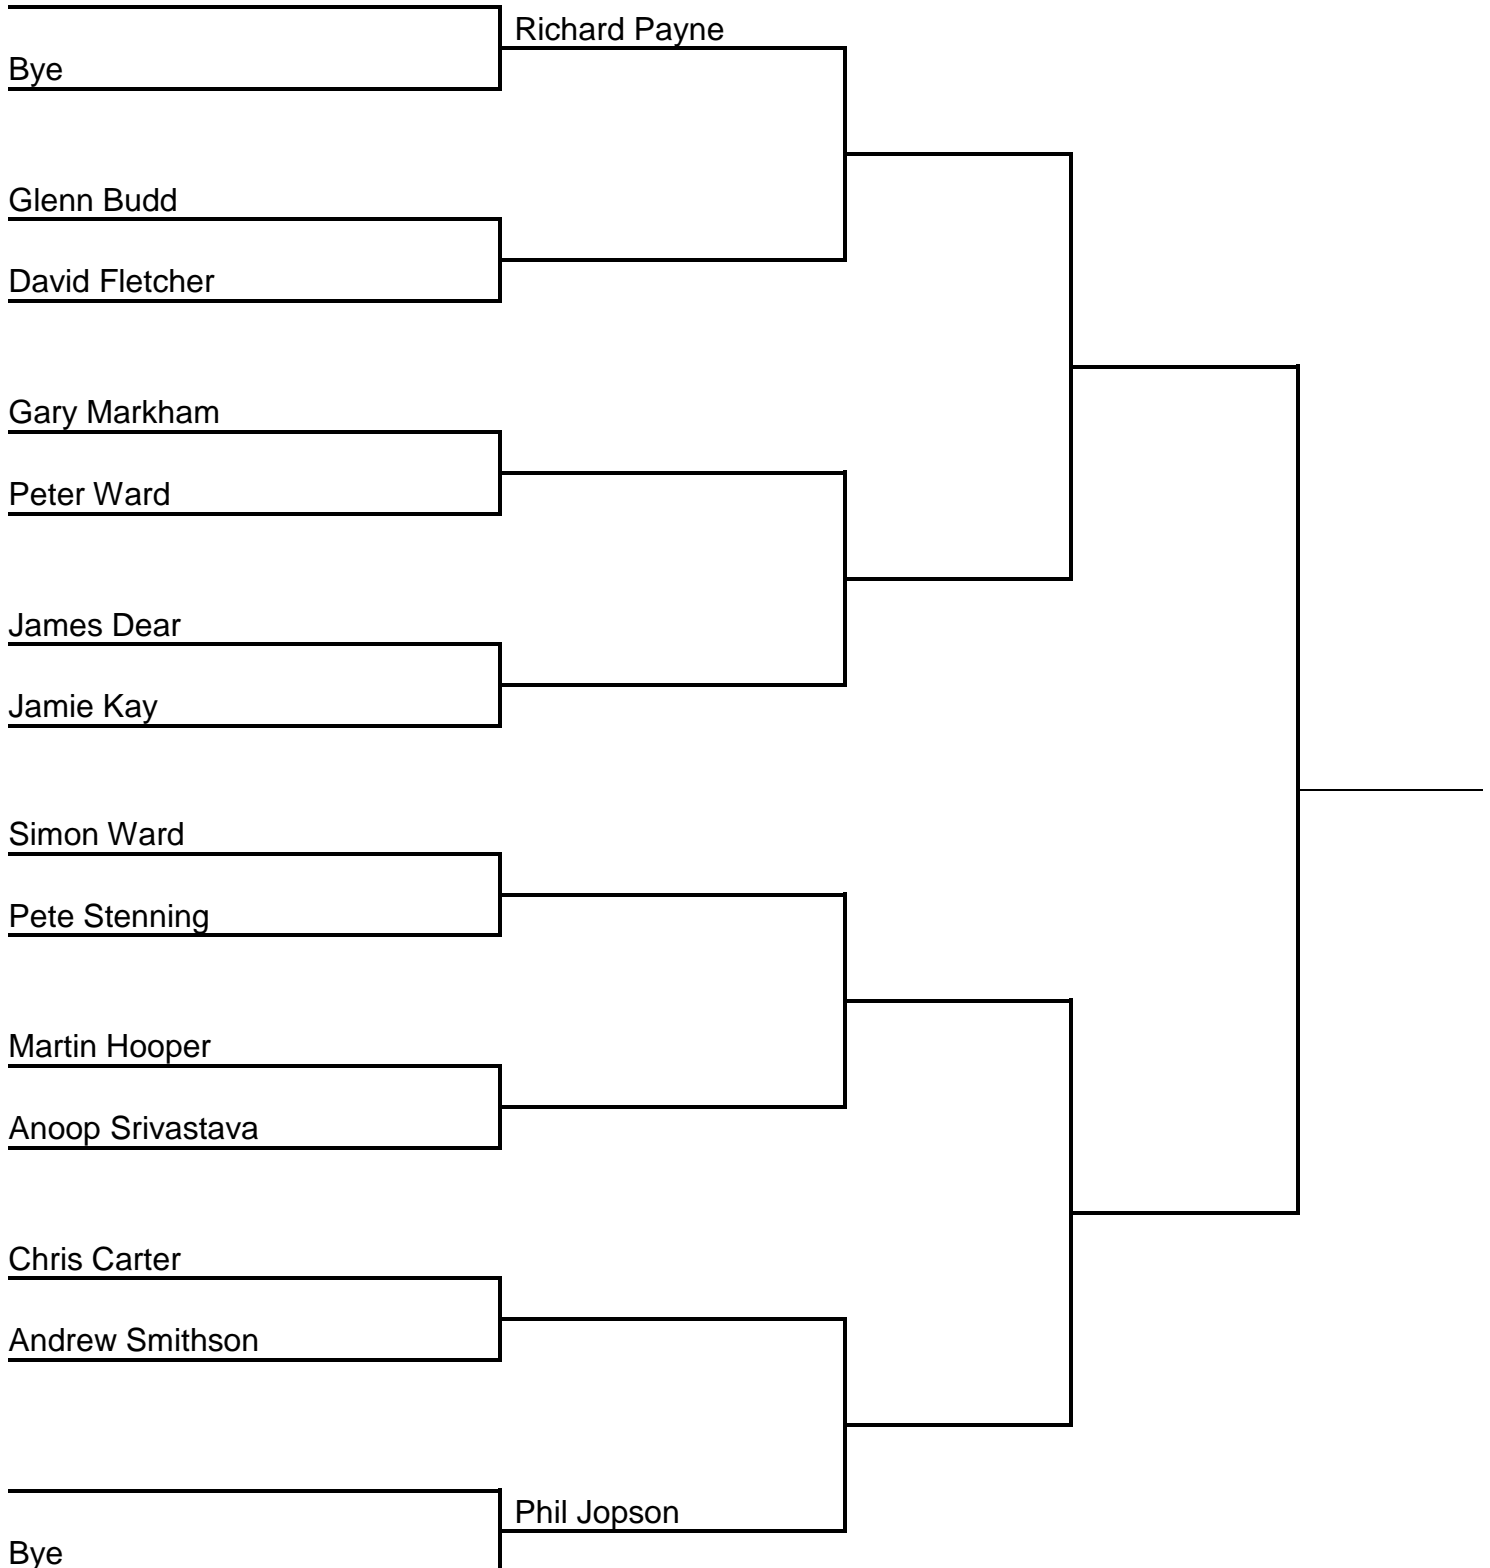 Richard Payne
Bye
Glenn Budd
David Fletcher
Gary Markham
Peter Ward
James Dear
Jamie Kay
Simon Ward
Pete Stenning
Martin Hooper
Anoop Srivastava
Chris Carter
Andrew Smithson
Phil Jopson
Bye